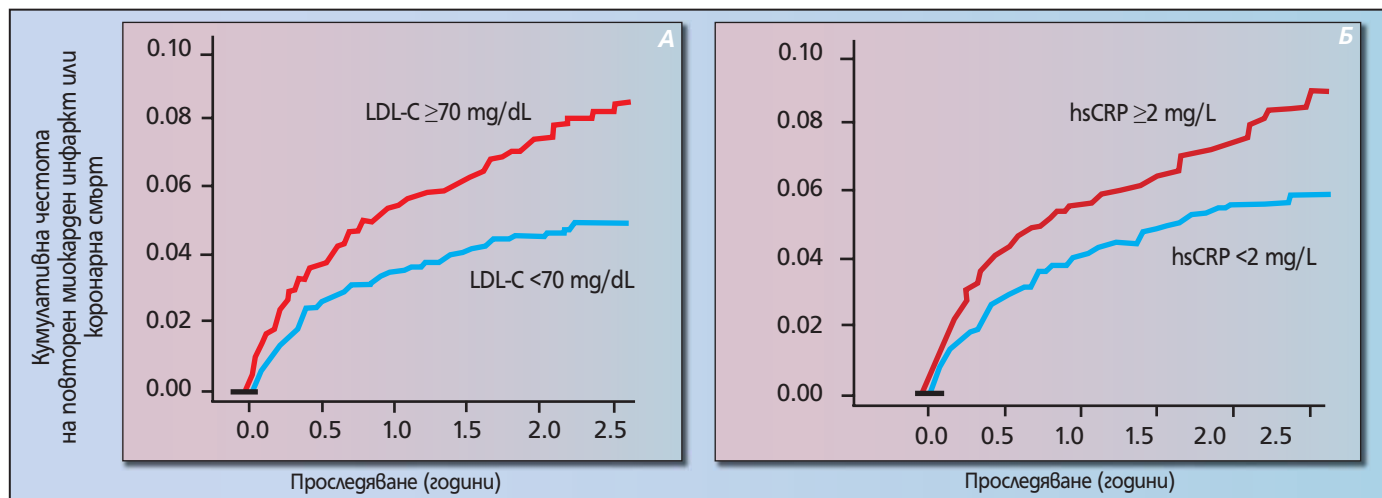 Кумулативна честота
на повторен миокарден инфаркт или
коронарна смърт
А
0.10
0.08
0.06
0.04
0.02
0.00
LDL-C ≥70 mg/dL
LDL-C <70 mg/dL
0.0 0.5 1.0 1.5 2.0 2.5
Проследяване (години)
Б
0.10
0.08
0.06
0.04
0.02
0.00
hsCRP ≥2 mg/L
hsCRP <2 mg/L
0.0 0.5 1.0 1.5 2.0 2.5
Проследяване (години)